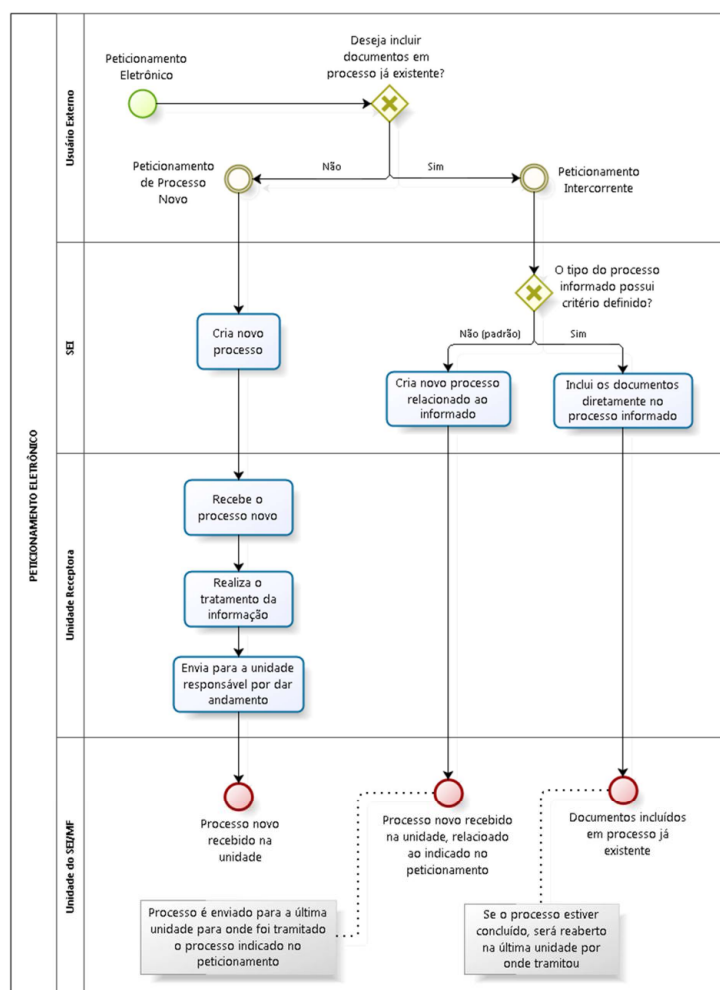 PETICIONAMENTO ELETRÔNICO
Usuário Externo
Peticionamento
Eletrônico
Deseja incluir
documentos em
processo já existente?
Não
Sim
Peticionamento
de Processo
Novo
Peticionamento
Intercorrente
SEI
O tipo do processo
informado possui
critério definido?
Cria novo
processo
Não (padrão)
Sim
Cria novo processo
relacionado ao
informado
Inclui os documentos
diretamente no
processo informado
Unidade Receptora
Recebe o
processo novo
Realiza o
tratamento da
informação
Envia para a unidade
responsável por dar
andamento
Unidade do SEI/MF
Processo novo
recebido na
unidade
Processo novo recebido
na unidade, relacioado
ao indicado no
peticionamento
Documentos incluídos
em processo já
existente
Processo é enviado para a última
unidade para onde foi tramitado
o processo indicado no
peticionamento
Se o processo estiver
concluído, será reaberto
na última unidade por
onde tramitou